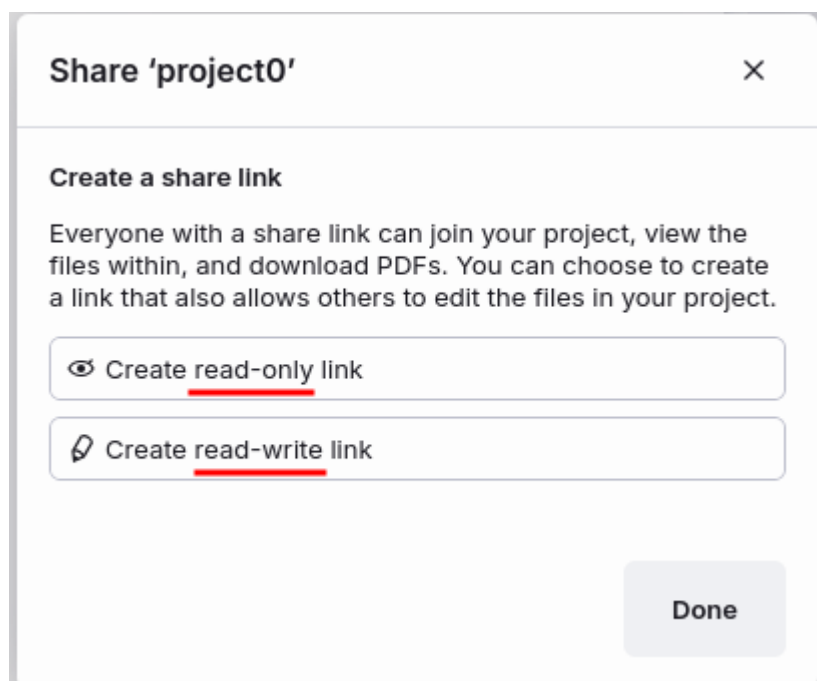 Share ‘project0’
Create a share link
Everyone with a share link can join your project, view the
files within, and download PDFs. You can choose to create
a link that also allows others to edit the files in your project.
Create read-only link
Create read-write link
Done